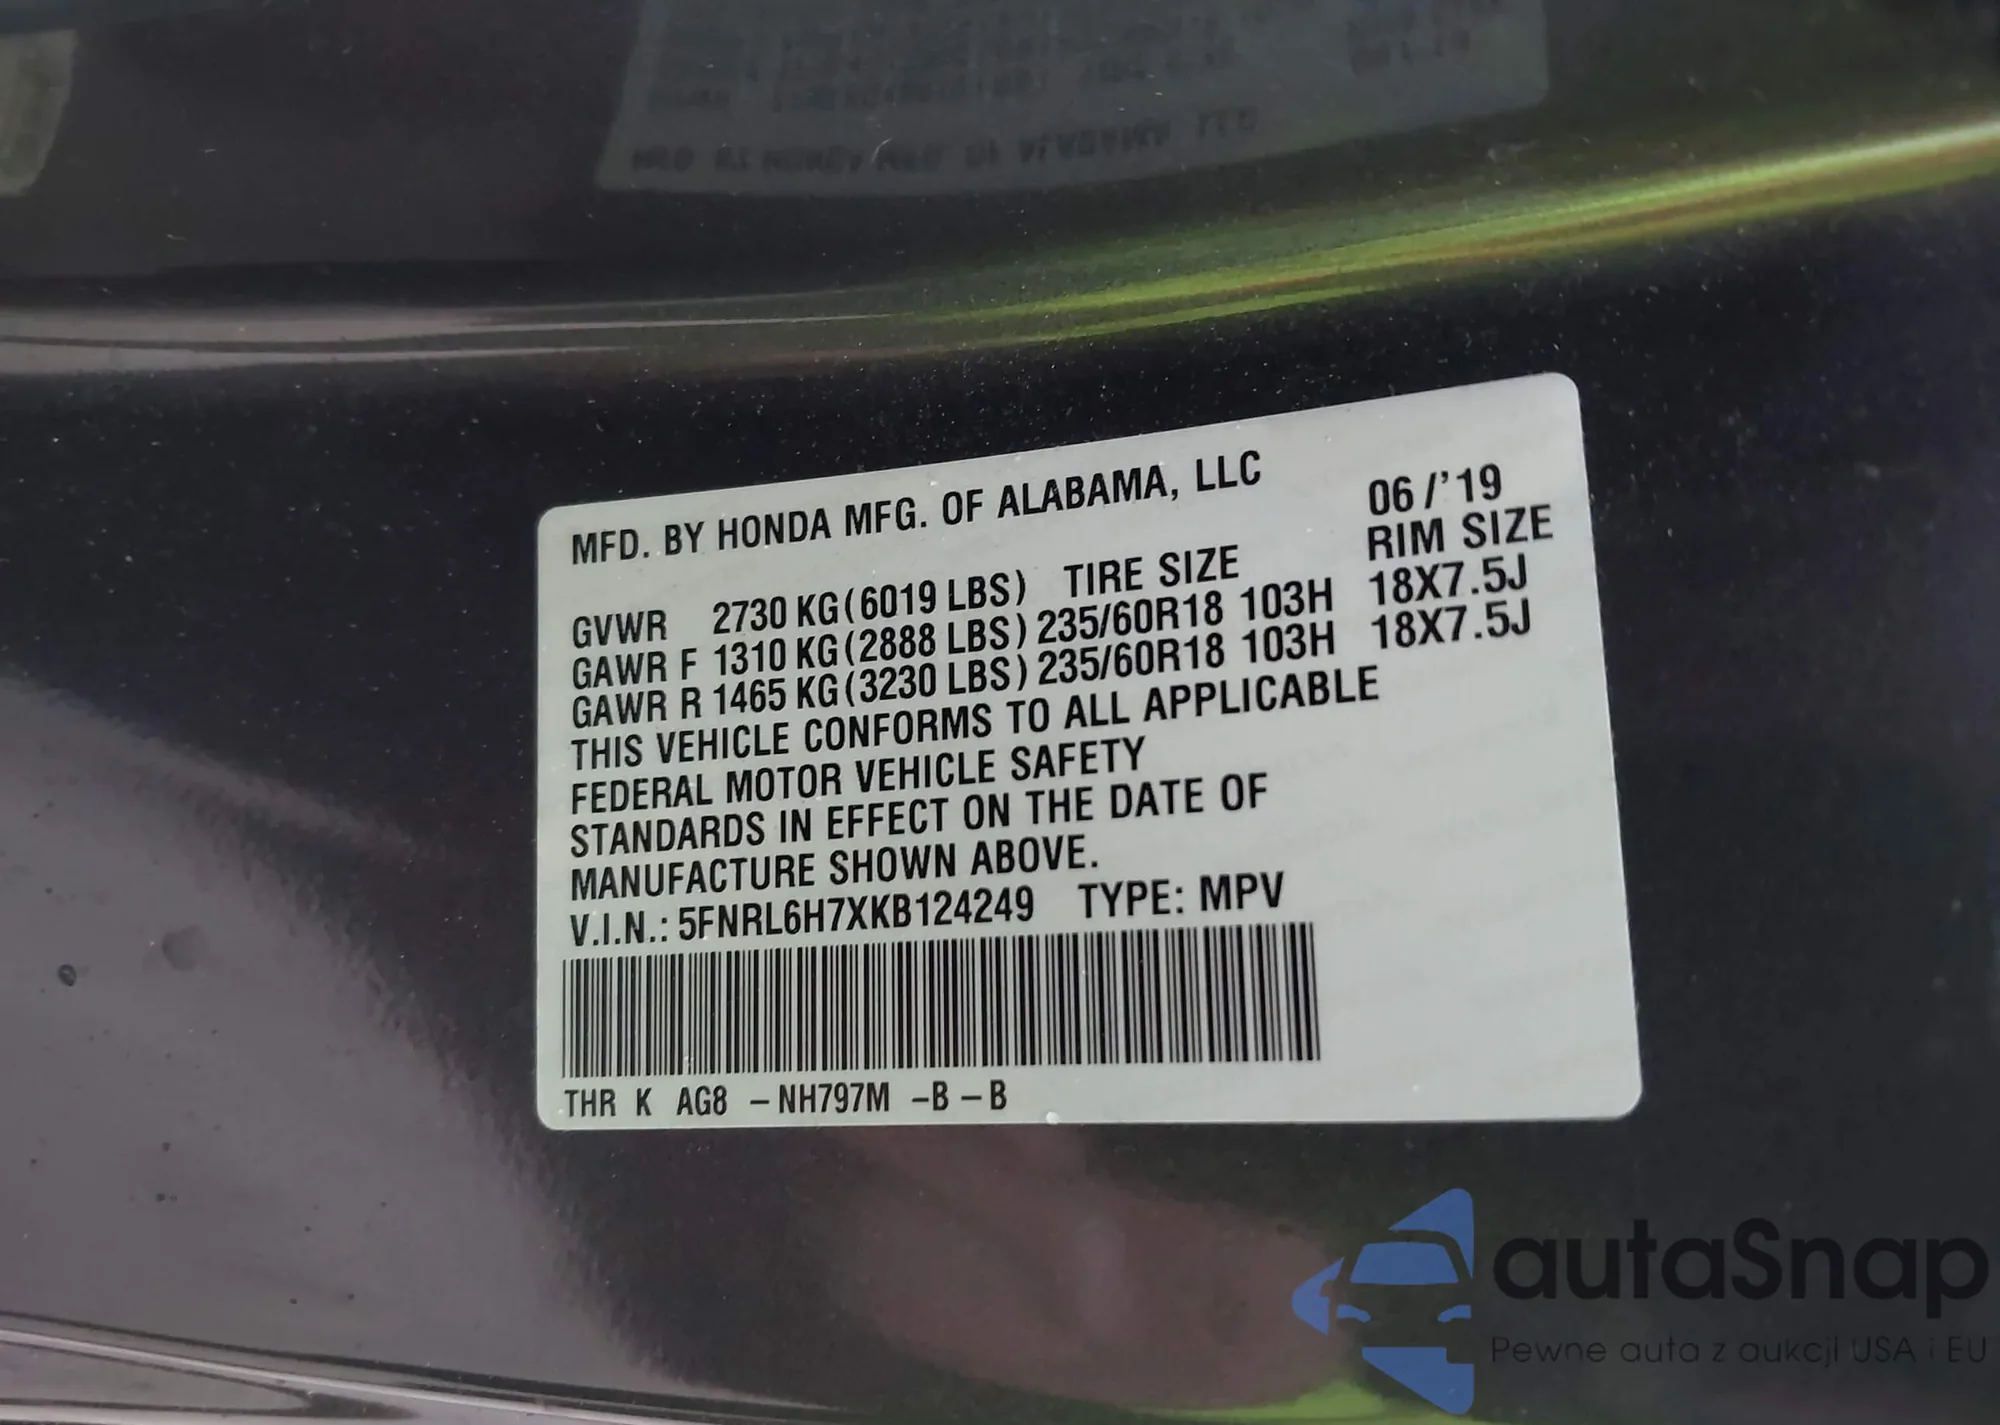 MFD. BY HONDA MFG. OF ALABAMA, LLC 06/'19
RIM SIZE
GVWR 2730 KG(6019 LBS) TIRE SIZE
GAWR F 1310 KG(2888 LBS) 235/60R18 103H 18X7.5J
GAWR R 1465 KG(3230 LBS) 235/60R18 103H 18X7.5J
THIS VEHICLE CONFORMS TO ALL APPLICABLE
FEDERAL MOTOR VEHICLE SAFETY
STANDARDS IN EFFECT ON THE DATE OF
MANUFACTURE SHOWN ABOVE.
V.I.N.: 5FNRL6H7XKB124249 TYPE: MPV
THR K AG8 –NH797M –B –B
autaSnap
Pewne auta z aukcji USA i EU